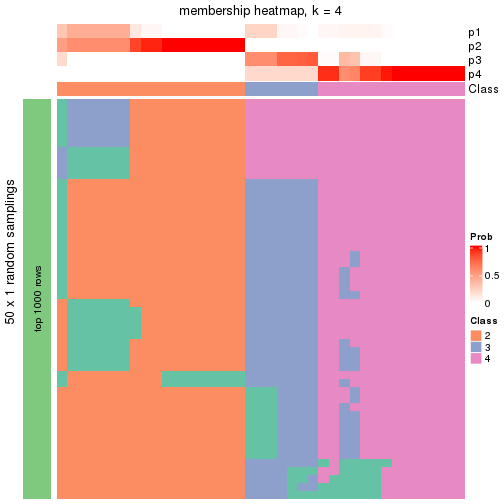 membership heatmap, k = 4
p1
p2
p3
p4
Class
50 x 1 random samplings
top 1000 rows
Prob
1
0.5
0
Class
2
3
4